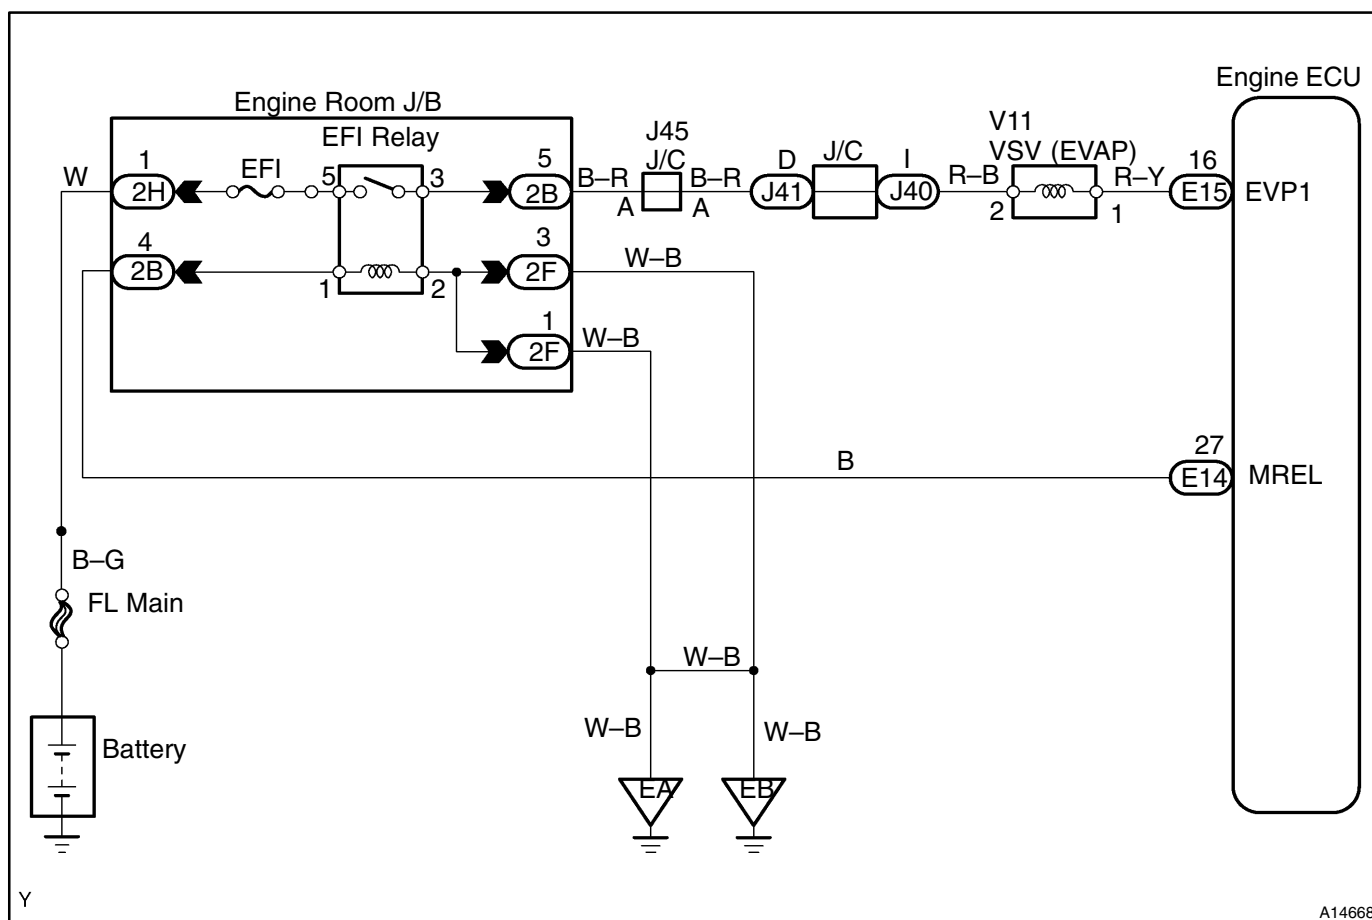 Engine ECU
Engine Room J/B
EFI Relay
J45
J/C
V11
VSV (EVAP)
W
1
2H
EFI
5
3
5
2B
B–R
A
B–R
A
D
J41
J/C
I
J40
R–B
2
R–Y
1
16
E15
EVP1
4
2B
1
2
3
2F
W–B
1
2F
W–B
B
27
E14
MREL
B–G
FL Main
W–B
W–B
W–B
Battery
EA
EB
Y
A14668